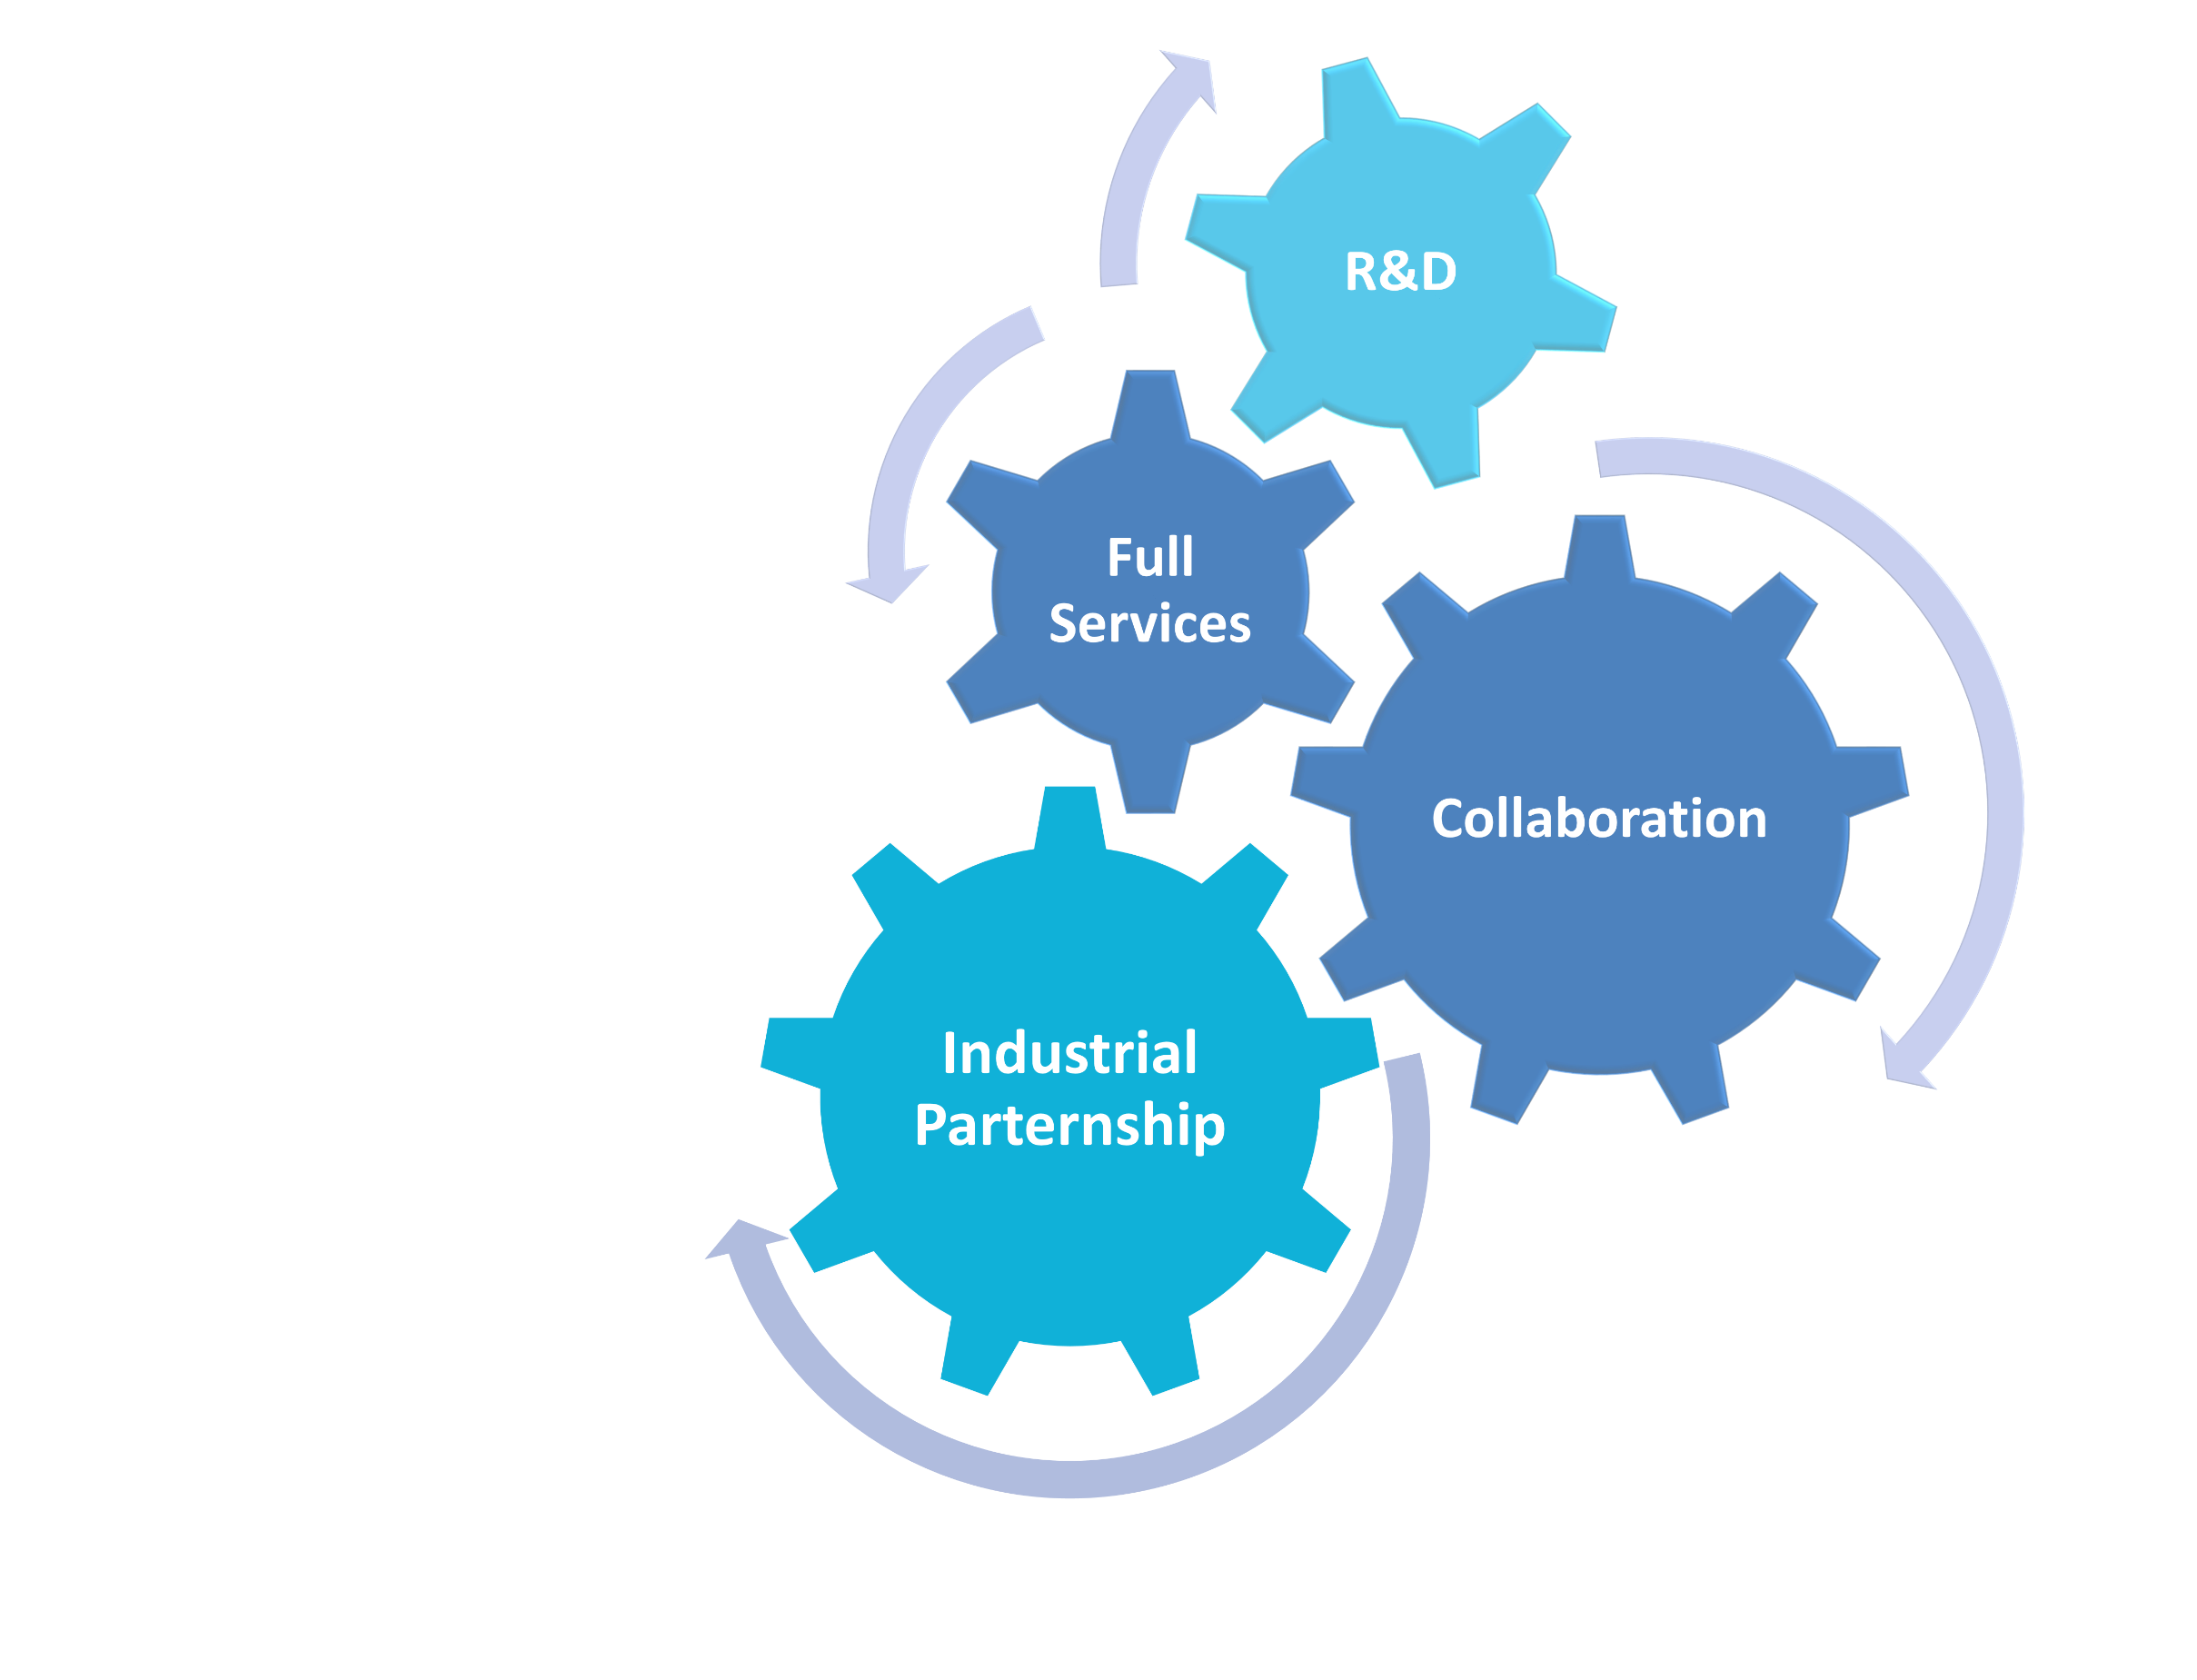 R&D
Full
Services
Collaboration
Industrial
Parternship